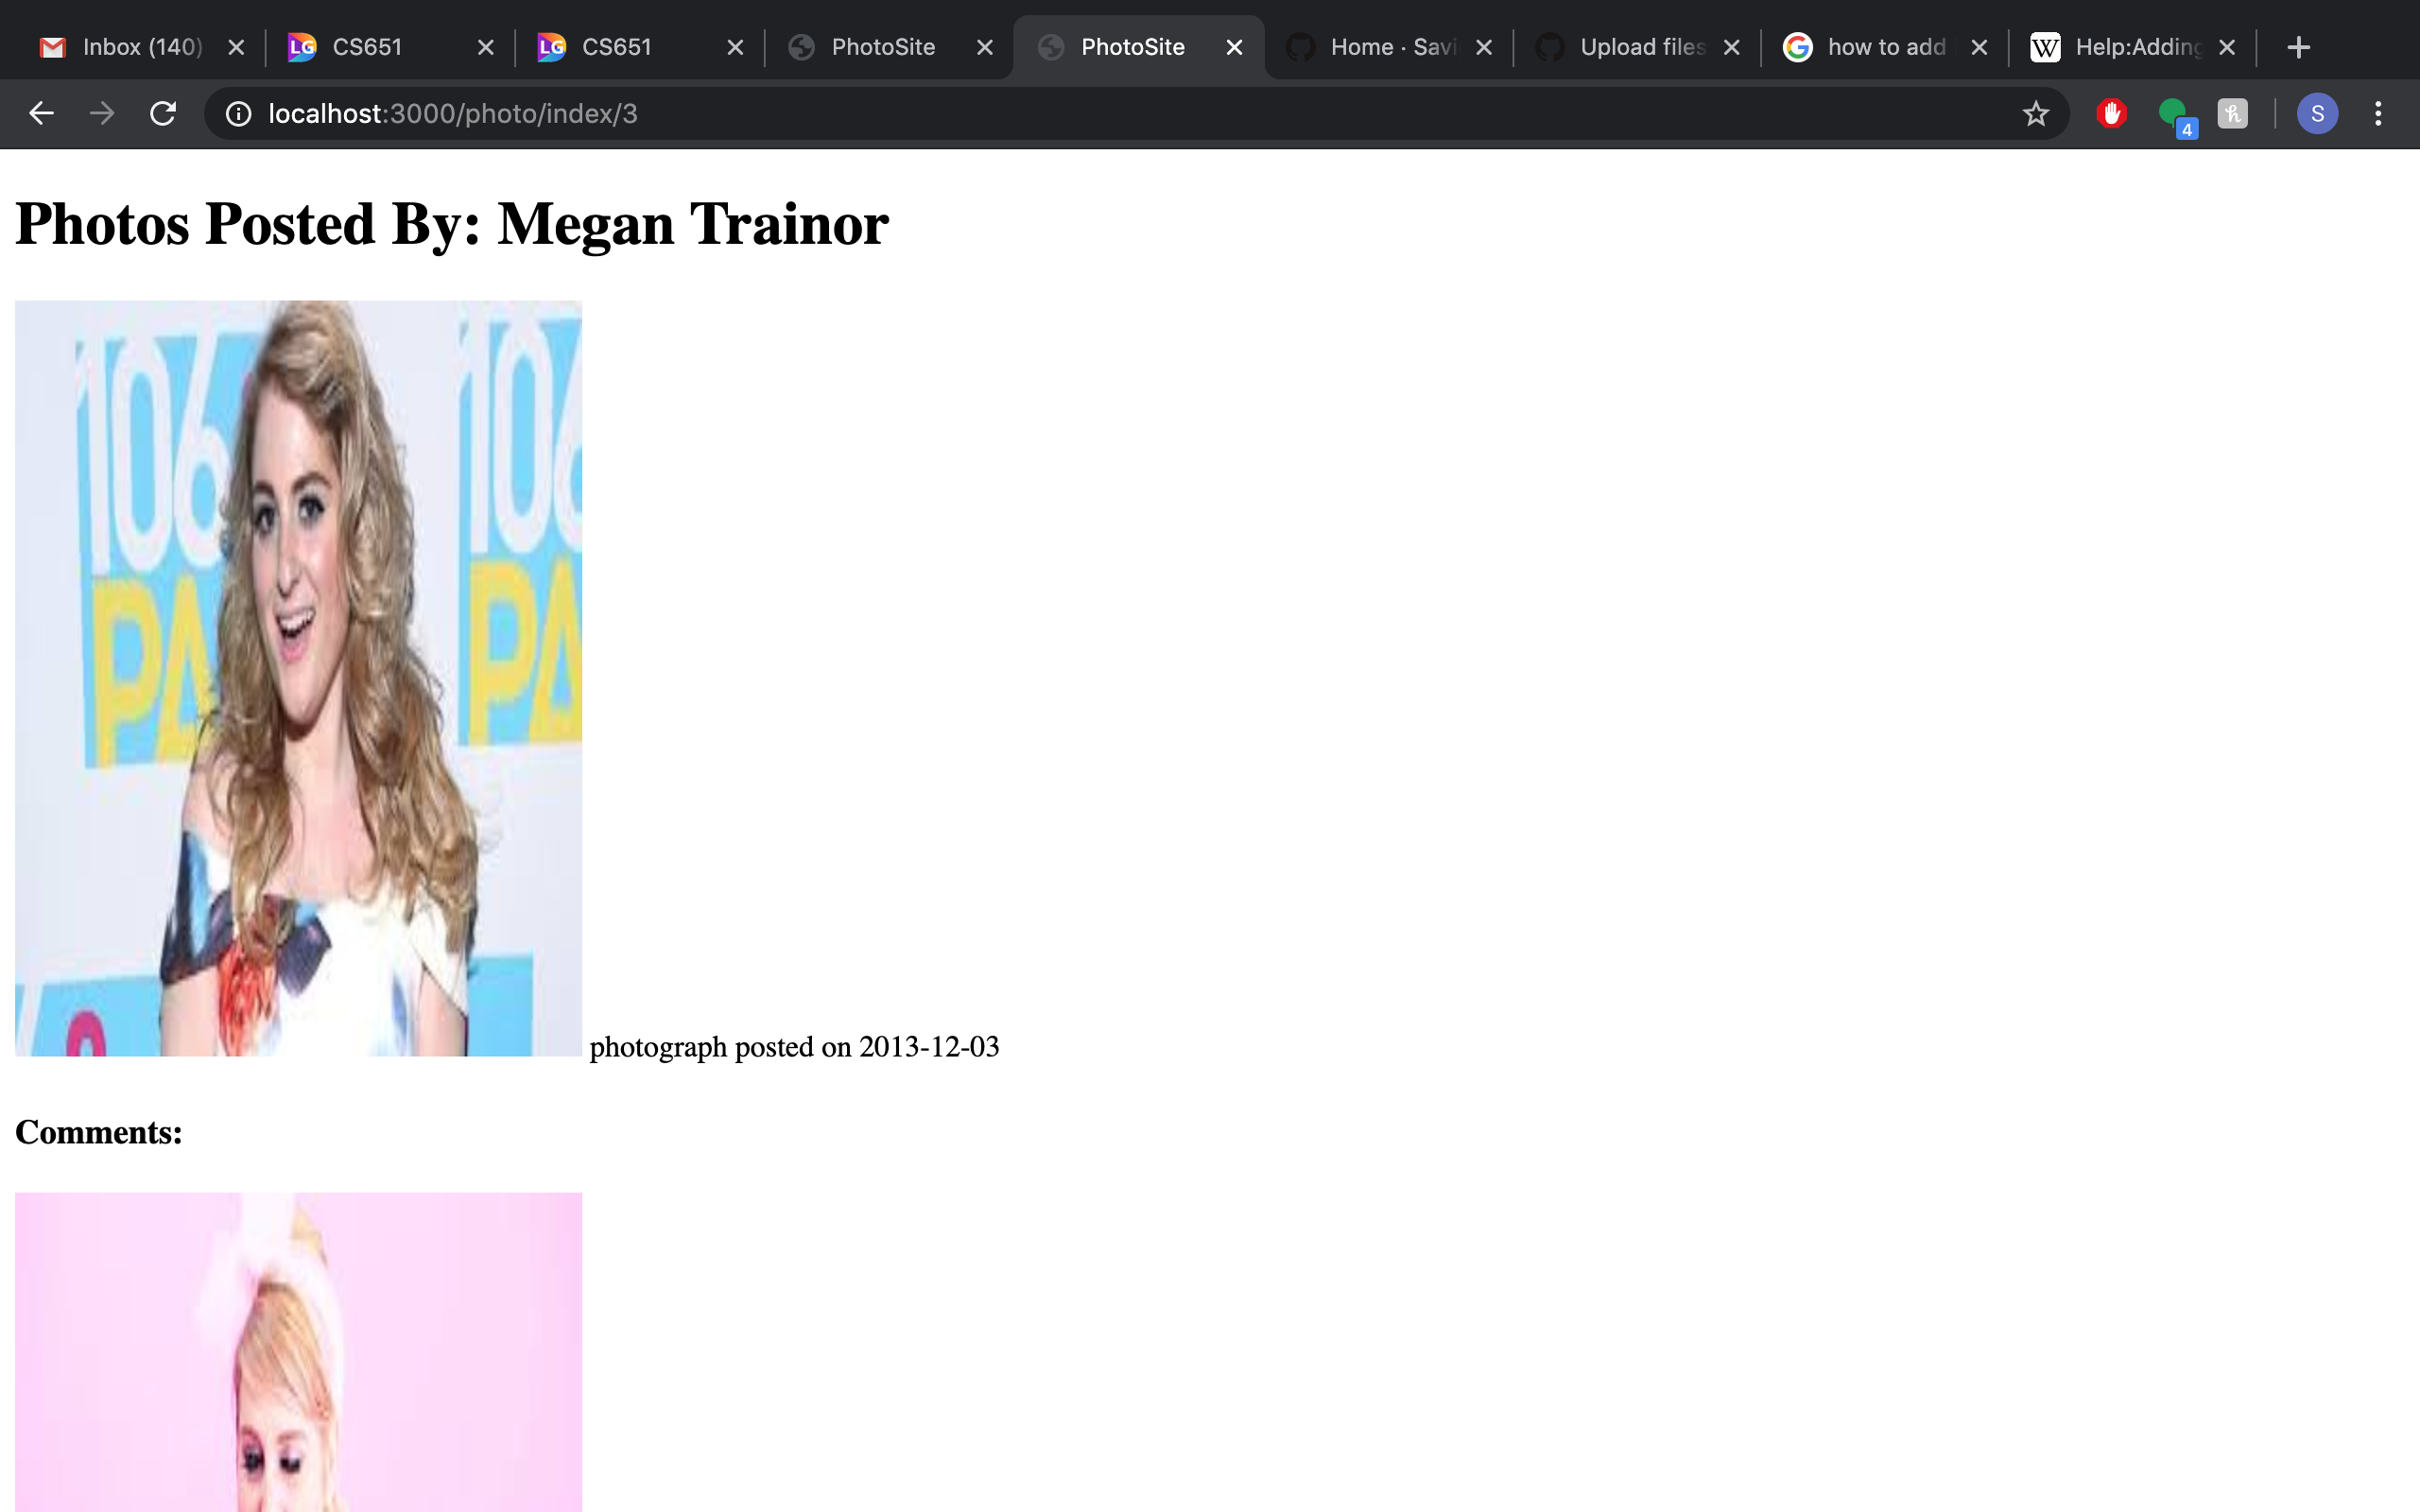 Inbox (140) CS651 CS651 PhotoSite PhotoSite Home · Savi Upload files how to add Help:Adding
localhost:3000/photo/index/3 4 S
Photos Posted By: Megan Trainor
106 106
PA PA
photograph posted on 2013-12-03
Comments: